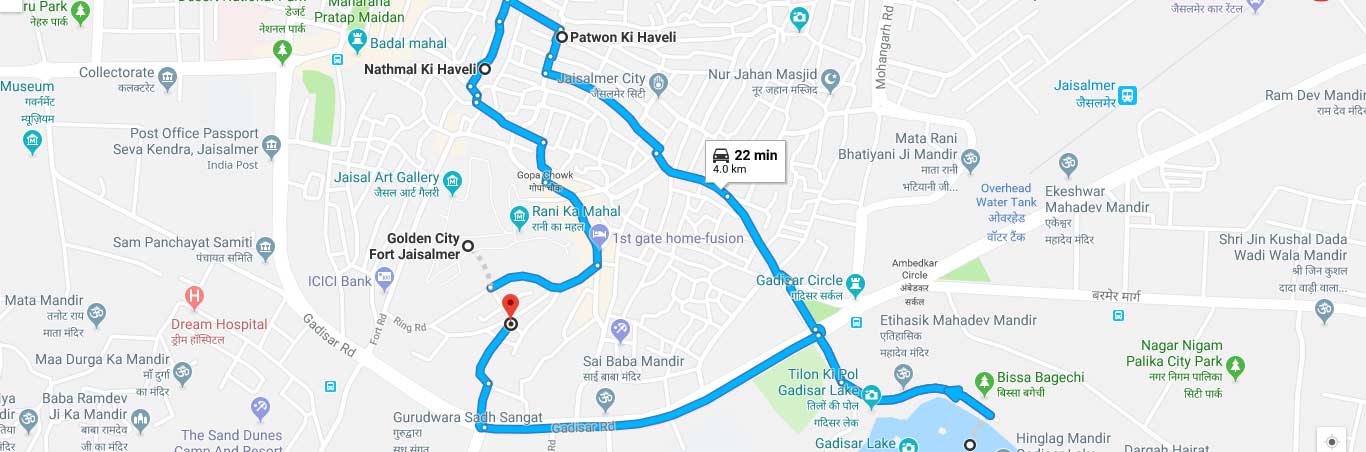 ru Park
नेहरु पार्क
डेजर्ट
नेशनल पार्क
Maharana
Pratap Maidan
Badal mahal
Patwon Ki Haveli
Nathmal Ki Haveli
Jaisalmer City
जैसलमेर सिटी
Nur Jahan Masjid
नूर जहान मस्जिद
Mohangarh Rd
जैसलमेर कार रेंटल
Jaisalmer
जैसलमेर
Ram Dev Mandir
राम देव मंदिर
Collectorate
कलक्टरेट
Museum
गवर्नमेंट
म्यूज़ियम
Post Office Passport
Seva Kendra, Jaisalmer
India Post
22 min
4.0 km
Mata Rani
Bhatiyani Ji Mandir
माता रानी
भटियानी जी...
Overhead
Water Tank
ओवरहेड
वॉटर टैंक
Ekeshwar
Mahadev Mandir
एकेश्वर
महादेव मंदिर
Jaisal Art Gallery
जैसल आर्ट गैलरी
Gopa Chowk
गोपा चौक
Rani Ka Mahal
रानी का महल
1st gate home-fusion
Golden City
Fort Jaisalmer
Sam Panchayat Samiti
पंचायत समिति
ICICI Bank
Shri Jin Kushal Dada
Wadi Wala Mandir
श्री जिन कुशल
दादा वाड़ी वाला...
Gadisar Circle
गदिसर सर्कल
Ambedkar
Circle
अंबेडकर
सर्कल
बरमेर मार्ग
Mata Mandir
तनोट राय
माता मंदिर
Dream Hospital
ड्रीम हॉस्पिटल
Gadisar Rd
Fort Rd
Ring Rd
Etihasik Mahadev Mandir
एतिहासिक
महादेव मंदिर
Nagar Nigam
Palika City Park
नगर निगम पालिका
सिटी पार्क
Maa Durga Ka Mandir
माँ दुर्गा
का मंदिर
Sai Baba Mandir
साई बाबा मंदिर
Tilon Ki Pol
Gadisar Lake
तिलों की पोल
गदिसर लेक
Bissa Bagechi
बिस्सा बगेची
Baba Ramdev
Ji Ka Mandir
बाबा रामदेव
जी का मंदिर
Gurudwara Sadh Sangat
गुरुद्वारा
Gadisar Rd
The Sand Dunes
Gadisar Lake
Hinglag Mandir
Dargah Hajrat